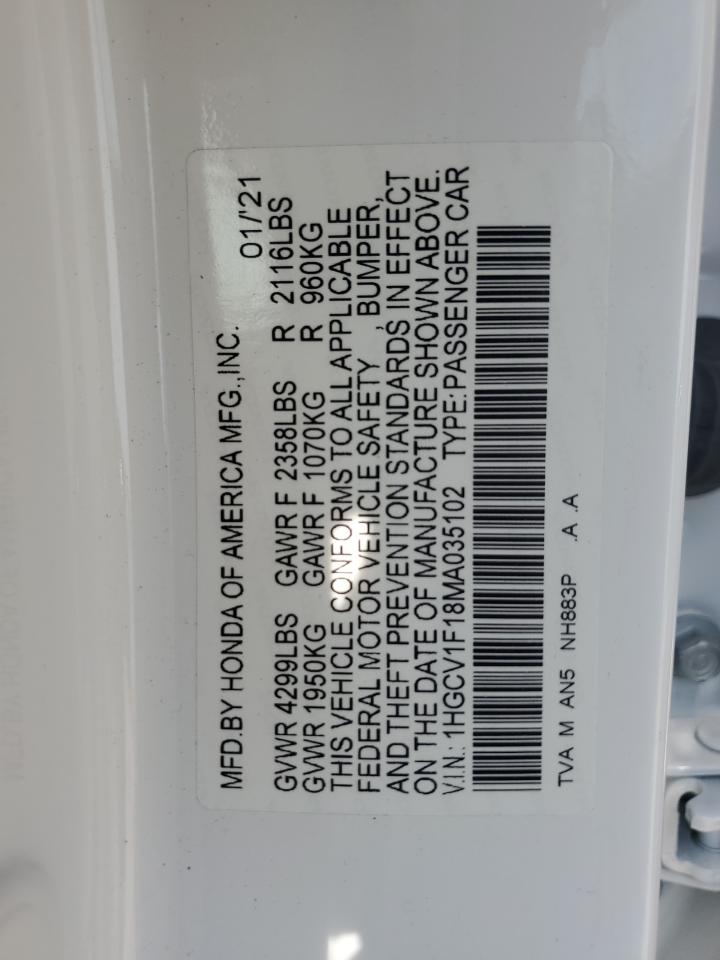 MFD.BY HONDA OF AMERICA MFG.,INC. 01/'21
GVWR 4299LBS GAWR F 2358LBS R 2116LBS
GVWR 1950KG GAWR F 1070KG R 960KG
THIS VEHICLE CONFORMS TO ALL APPLICABLE
FEDERAL MOTOR VEHICLE SAFETY , BUMPER,
AND THEFT PREVENTION STANDARDS IN EFFECT
ON THE DATE OF MANUFACTURE SHOWN ABOVE.
V.I.N.: 1HGCV1F18MA035102 TYPE:PASSENGER CAR
TVA M AN5 NH883P .A .A